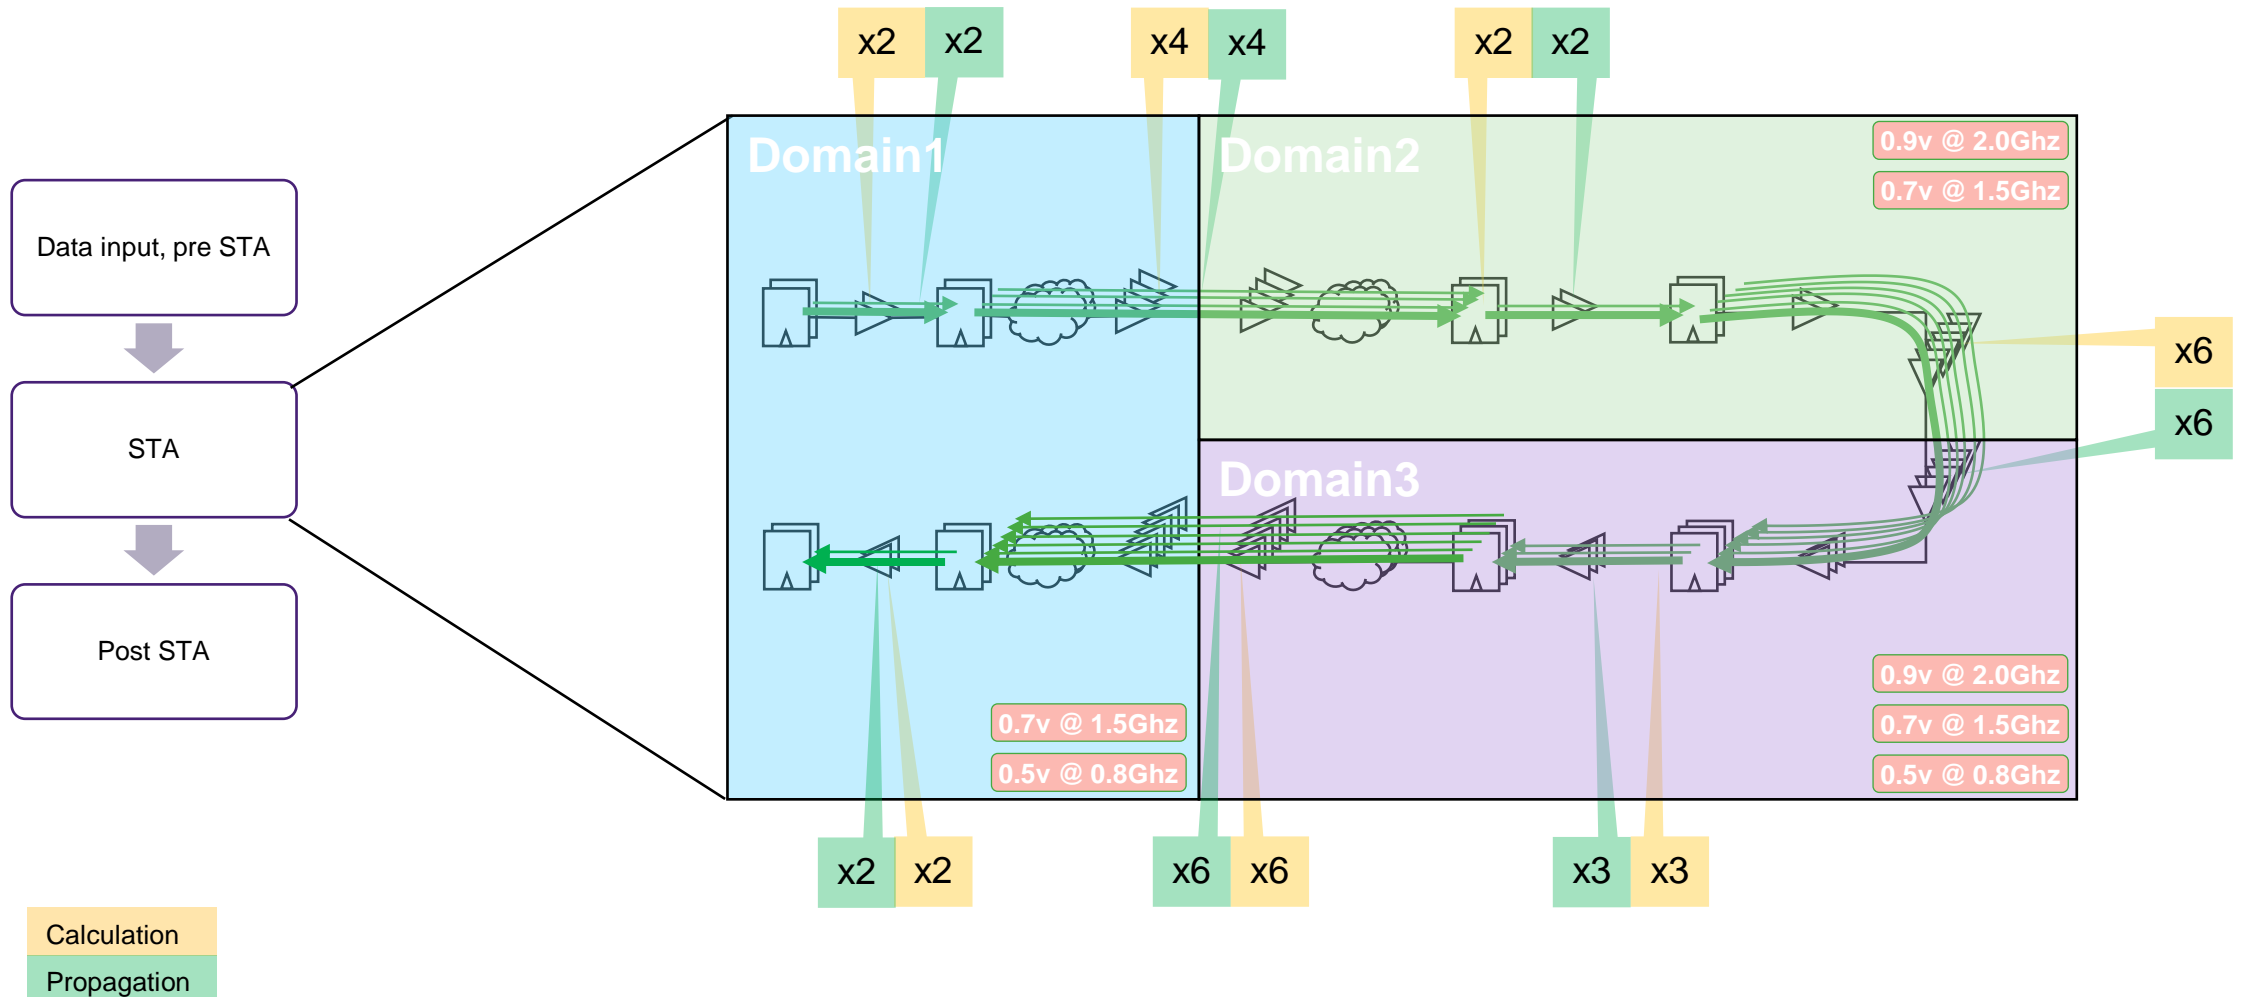 x2
x2
x4
x4
x2
x2
Domain1
Domain2
0.9v @ 2.0Ghz
0.7v @ 1.5Ghz
Data input, pre STA
STA
Post STA
x6
x6
Domain3
0.7v @ 1.5Ghz
0.5v @ 0.8Ghz
0.9v @ 2.0Ghz
0.7v @ 1.5Ghz
0.5v @ 0.8Ghz
x2
x2
x6
x6
x3
x3
Calculation
Propagation